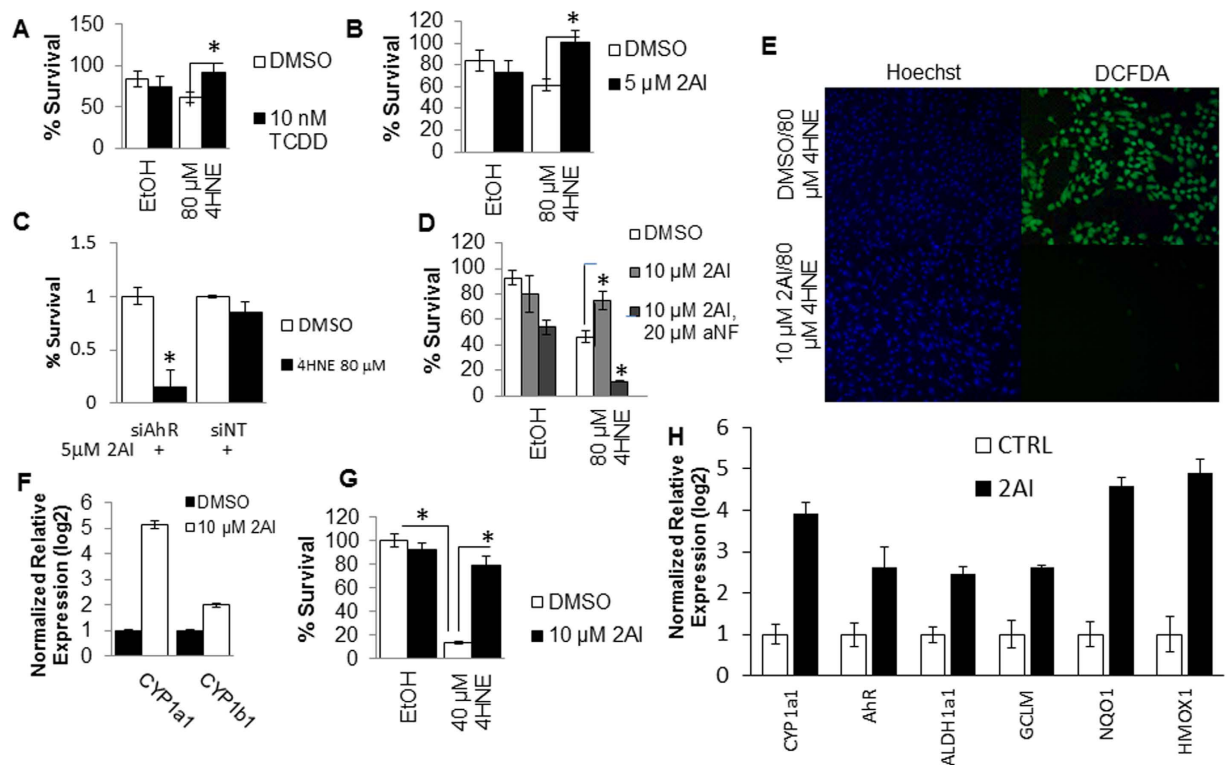 A
% Survival
150
100
50
0
EtOH
80 µM
4HNE
*
DMSO
10 nM
TCDD
B
% Survival
120
100
80
60
40
20
0
EtOH
80 µM
4HNE
*
DMSO
5 µM 2AI
C
% Survival
1.5
1
0.5
0
*
siAhR
siNT
5µM 2AI
+
+
DMSO
4HNE 80 µM
D
% Survival
100
80
60
40
20
0
EtOH
80 µM
4HNE
*
*
DMSO
10 µM 2AI
10 µM 2AI,
20 µM aNF
E
Hoechst
DCFDA
DMSO/80
µM 4HNE
10 µM 2AI/80
µM 4HNE
F
Normalized Relative
Expression (log2)
6
5
4
3
2
1
0
CYP1a1
CYP1b1
DMSO
10 µM 2AI
G
% Survival
120
100
80
60
40
20
0
EtOH
40 µM
4HNE
*
*
DMSO
10 µM 2AI
H
Normalized Relative
Expression (log2)
6
5
4
3
2
1
0
CTRL
2AI
CYP1a1
AhR
ALDH1a1
GCLM
NQO1
HMOX1